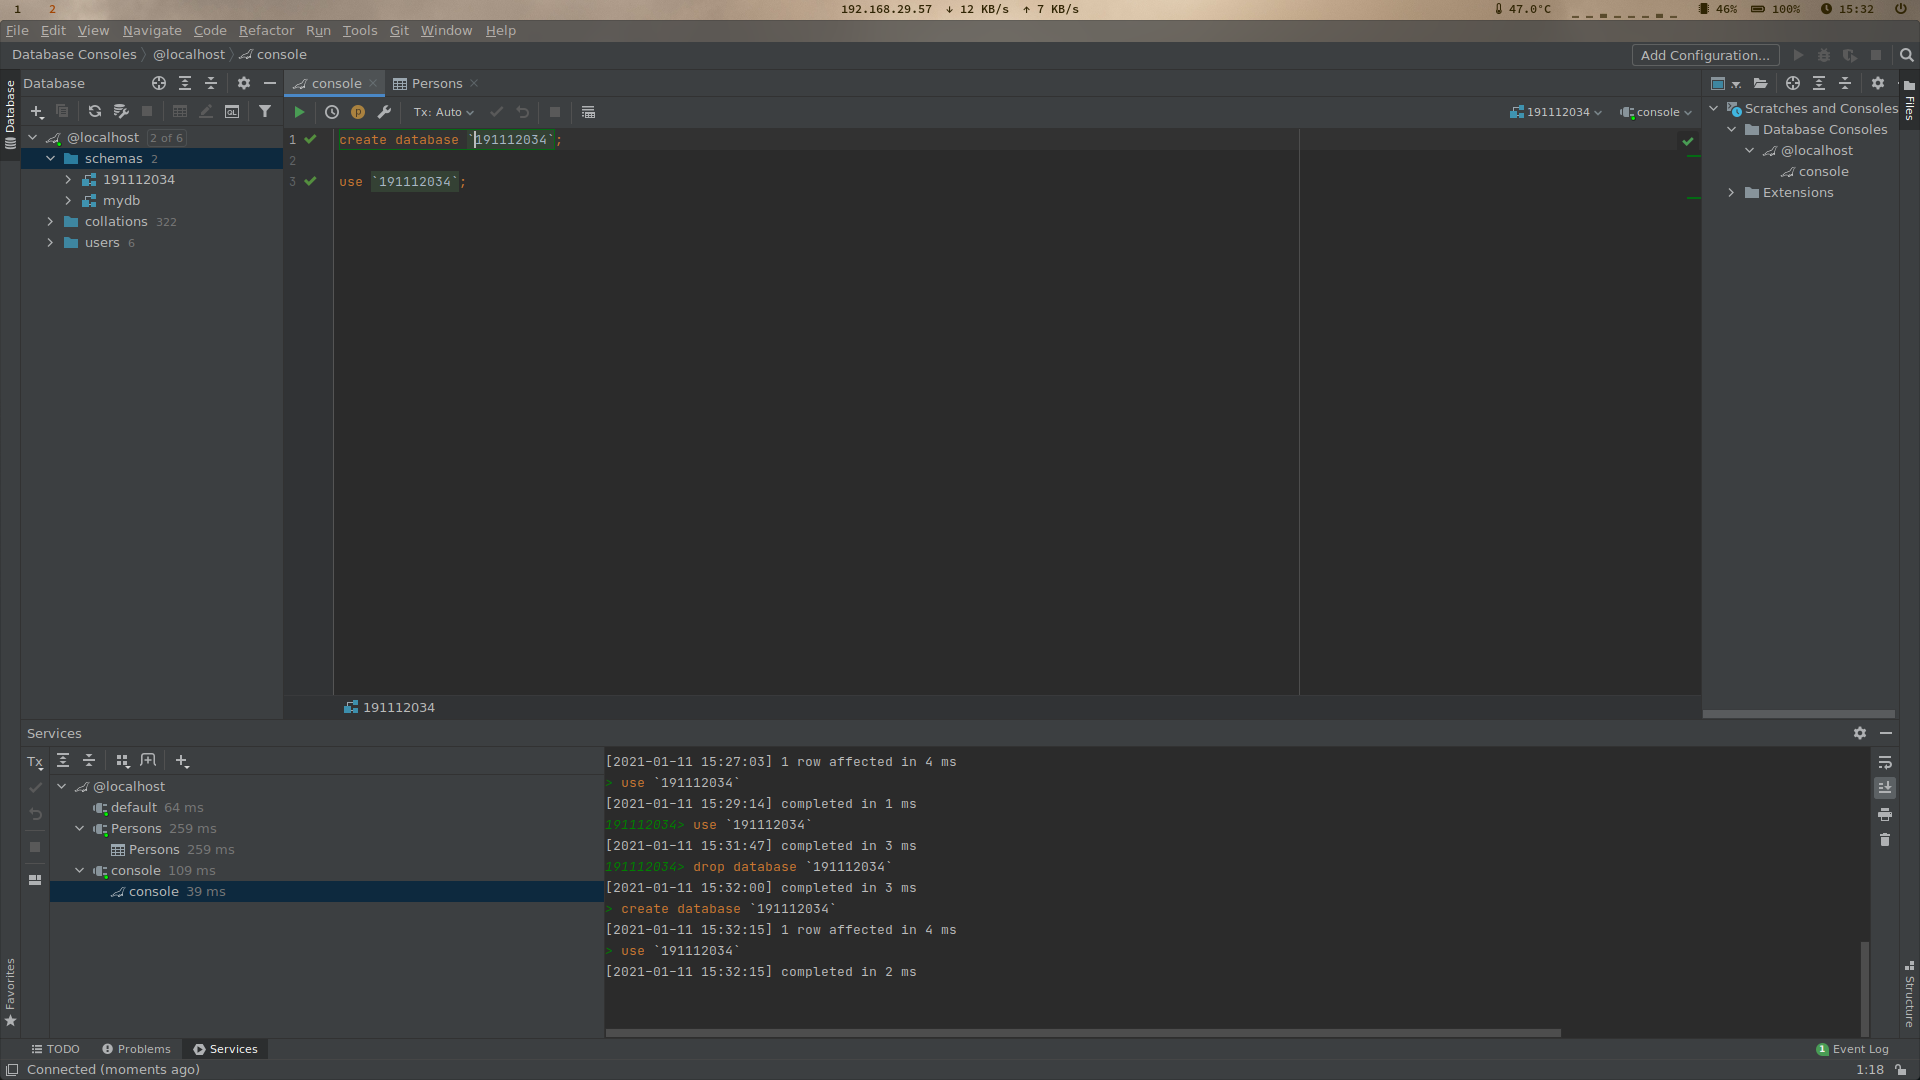 1 2 192.168.29.57 ↓ 12 KB/s ↑ 7 KB/s 47.0°C 46% 100% 15:32
File Edit View Navigate Code Refactor Run Tools Git Window Help
Database Consoles @localhost console Add Configuration...
Database
console
Persons
Tx: Auto
191112034
console
Database
@localhost 2 of 6
schemas 2
191112034
mydb
collations 322
users 6
1 create database `191112034`;
2
3 use `191112034`;
191112034
Scratches and Consoles
Database Consoles
@localhost
console
Extensions
Files
Services
Tx
@localhost
default 64 ms
Persons 259 ms
Persons 259 ms
console 109 ms
console 39 ms
[2021-01-11 15:27:03] 1 row affected in 4 ms
> use `191112034`
[2021-01-11 15:29:14] completed in 1 ms
191112034> use `191112034`
[2021-01-11 15:31:47] completed in 3 ms
191112034> drop database `191112034`
[2021-01-11 15:32:00] completed in 3 ms
> create database `191112034`
[2021-01-11 15:32:15] 1 row affected in 4 ms
> use `191112034`
[2021-01-11 15:32:15] completed in 2 ms
Favorites
Structure
TODO Problems Services 1 Event Log
Connected (moments ago) 1:18